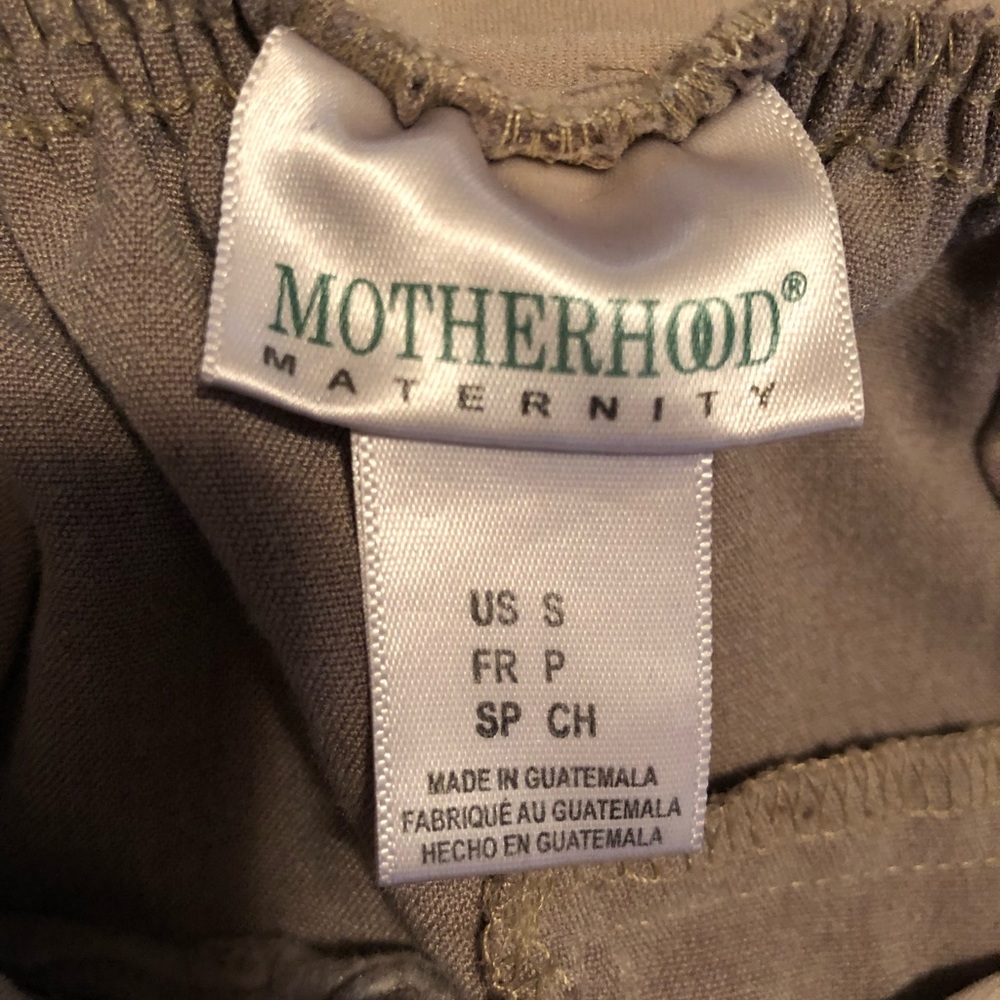 MOTHERHOOD®
MATERNITY
US S
FR P
SP CH
MADE IN GUATEMALA
FABRIQUÉ AU GUATEMALA
HECHO EN GUATEMALA